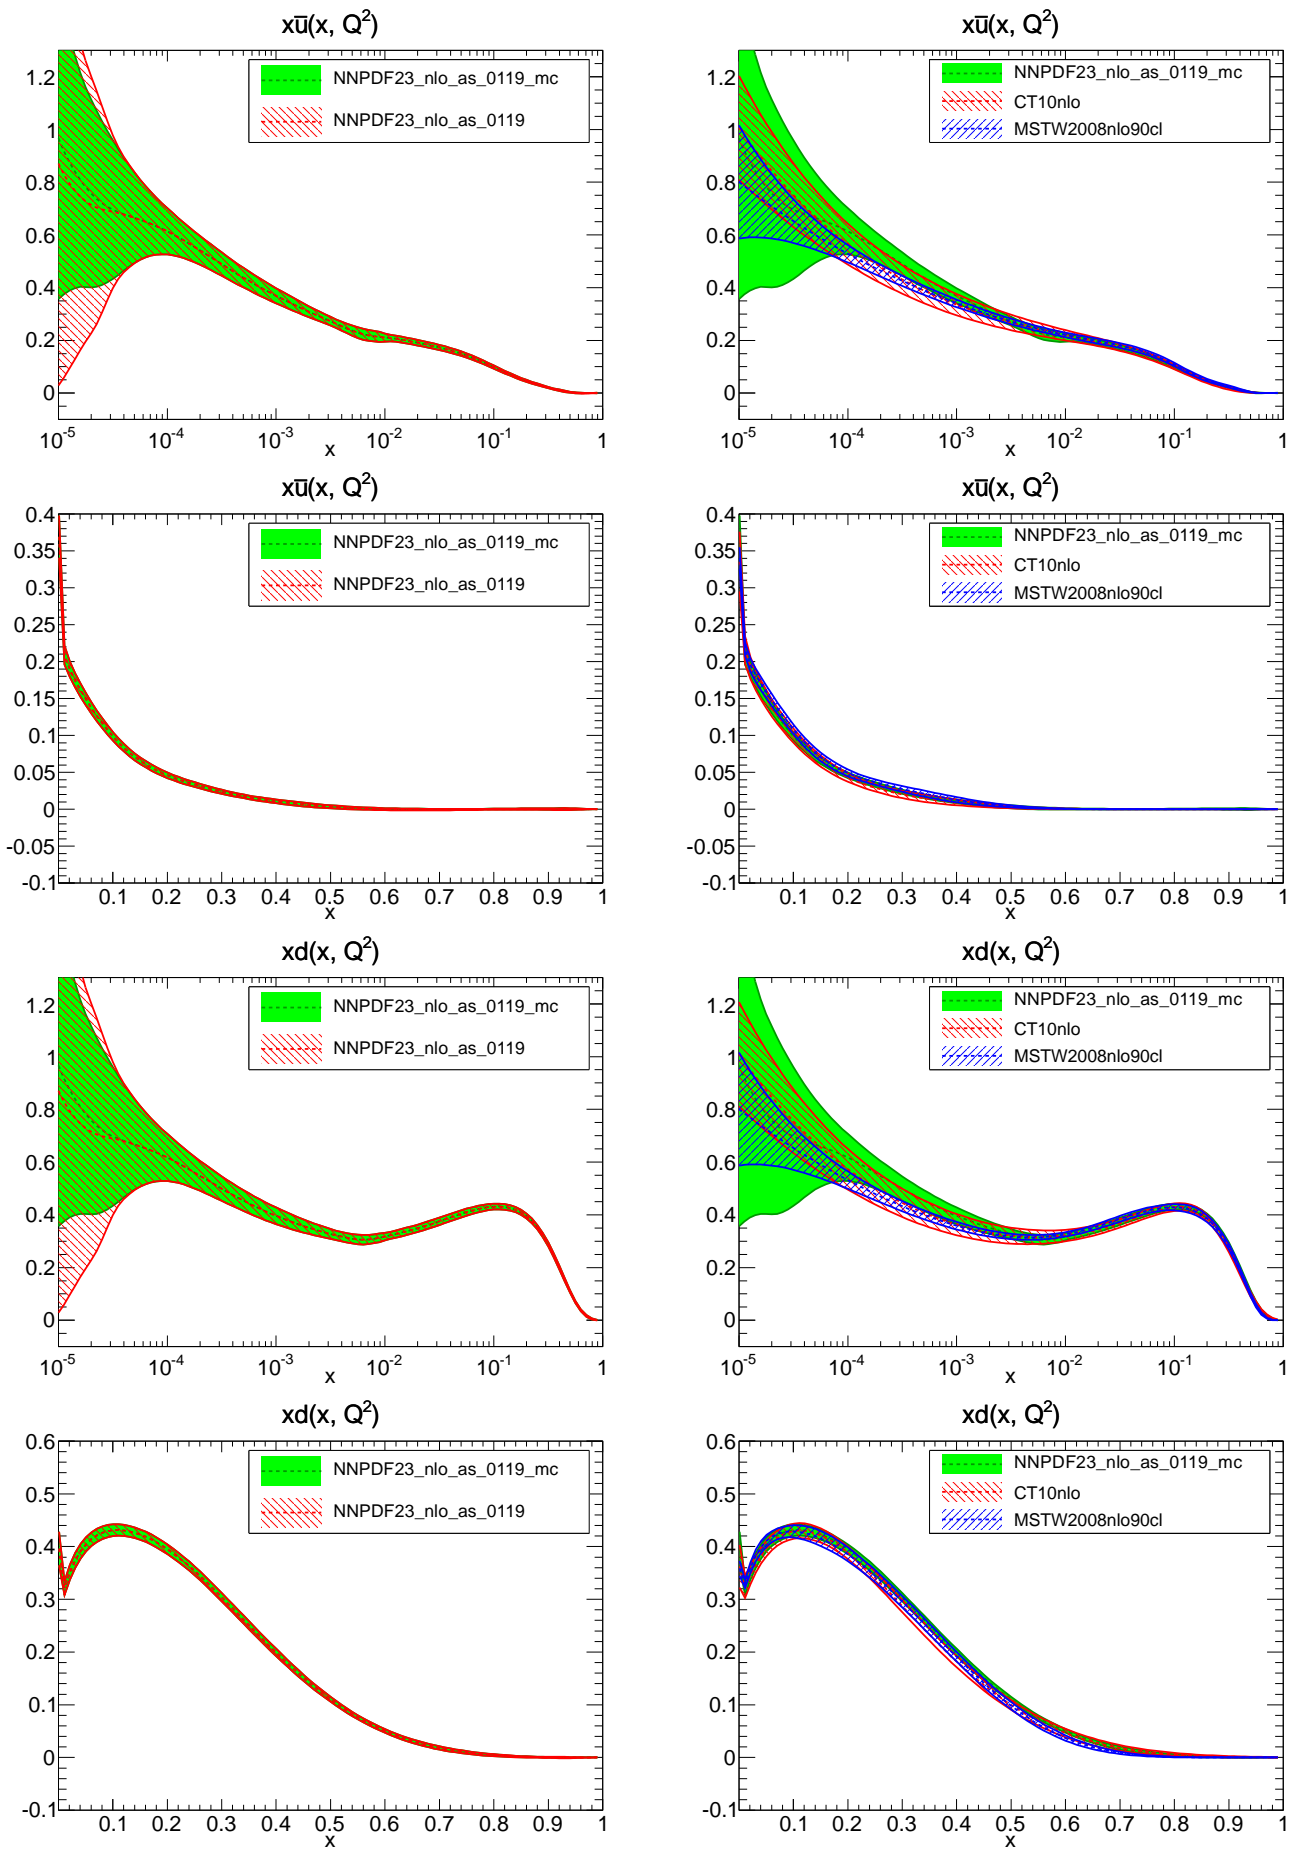 xū(x, Q²)
NNPDF23_nlo_as_0119_mc
NNPDF23_nlo_as_0119
1.2
1
0.8
0.6
0.4
0.2
0
10⁻⁵ 10⁻⁴ 10⁻³ 10⁻² 10⁻¹ 1
x
xū(x, Q²)
NNPDF23_nlo_as_0119_mc
CT10nlo
MSTW2008nlo90cl
1.2
1
0.8
0.6
0.4
0.2
0
10⁻⁵ 10⁻⁴ 10⁻³ 10⁻² 10⁻¹ 1
x
xū(x, Q²)
NNPDF23_nlo_as_0119_mc
NNPDF23_nlo_as_0119
0.4
0.35
0.3
0.25
0.2
0.15
0.1
0.05
0
-0.05
-0.1
0.1 0.2 0.3 0.4 0.5 0.6 0.7 0.8 0.9 1
x
xū(x, Q²)
NNPDF23_nlo_as_0119_mc
CT10nlo
MSTW2008nlo90cl
0.4
0.35
0.3
0.25
0.2
0.15
0.1
0.05
0
-0.05
-0.1
0.1 0.2 0.3 0.4 0.5 0.6 0.7 0.8 0.9 1
x
xd(x, Q²)
NNPDF23_nlo_as_0119_mc
NNPDF23_nlo_as_0119
1.2
1
0.8
0.6
0.4
0.2
0
10⁻⁵ 10⁻⁴ 10⁻³ 10⁻² 10⁻¹ 1
x
xd(x, Q²)
NNPDF23_nlo_as_0119_mc
CT10nlo
MSTW2008nlo90cl
1.2
1
0.8
0.6
0.4
0.2
0
10⁻⁵ 10⁻⁴ 10⁻³ 10⁻² 10⁻¹ 1
x
xd(x, Q²)
NNPDF23_nlo_as_0119_mc
NNPDF23_nlo_as_0119
0.6
0.5
0.4
0.3
0.2
0.1
0
-0.1
0.1 0.2 0.3 0.4 0.5 0.6 0.7 0.8 0.9 1
x
xd(x, Q²)
NNPDF23_nlo_as_0119_mc
CT10nlo
MSTW2008nlo90cl
0.6
0.5
0.4
0.3
0.2
0.1
0
-0.1
0.1 0.2 0.3 0.4 0.5 0.6 0.7 0.8 0.9 1
x